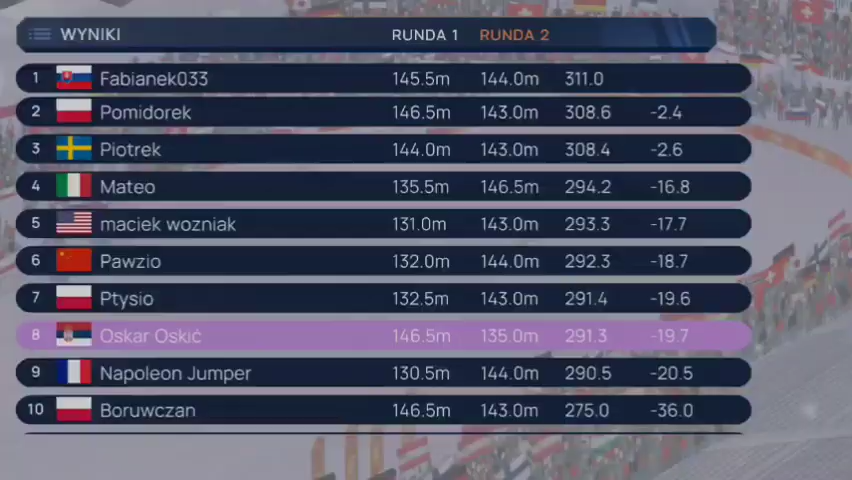 WYNIKI RUNDA 1 RUNDA 2
1 Fabianek033 145.5m 144.0m 311.0
2 Pomidorek 146.5m 143.0m 308.6 -2.4
3 Piotrek 144.0m 143.0m 308.4 -2.6
4 Mateo 135.5m 146.5m 294.2 -16.8
5 maciek wozniak 131.0m 143.0m 293.3 -17.7
6 Pawzio 132.0m 144.0m 292.3 -18.7
7 Ptysio 132.5m 143.0m 291.4 -19.6
8 Oskar Oskić 146.5m 135.0m 291.3 -19.7
9 Napoleon Jumper 130.5m 144.0m 290.5 -20.5
10 Boruwczan 146.5m 143.0m 275.0 -36.0